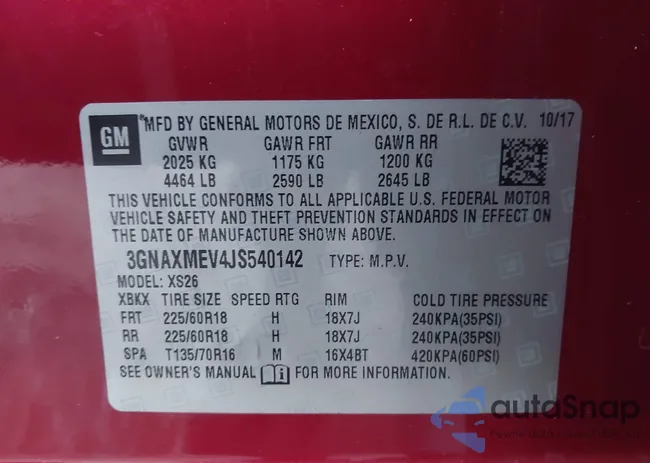 GM
MFD BY GENERAL MOTORS DE MEXICO, S. DE R.L. DE C.V. 10/17
GVWR GAWR FRT GAWR RR
2025 KG 1175 KG 1200 KG
4464 LB 2590 LB 2645 LB
THIS VEHICLE CONFORMS TO ALL APPLICABLE U.S. FEDERAL MOTOR
VEHICLE SAFETY AND THEFT PREVENTION STANDARDS IN EFFECT ON
THE DATE OF MANUFACTURE SHOWN ABOVE.
3GNAXMEV4JS540142 TYPE: M.P.V.
MODEL: XS26
XBKX TIRE SIZE SPEED RTG RIM COLD TIRE PRESSURE
FRT 225/60R18 H 18X7J 240KPA(35PSI)
RR 225/60R18 H 18X7J 240KPA(35PSI)
SPA T135/70R16 M 16X4BT 420KPA(60PSI)
SEE OWNER'S MANUAL FOR MORE INFORMATION.
autoSnap